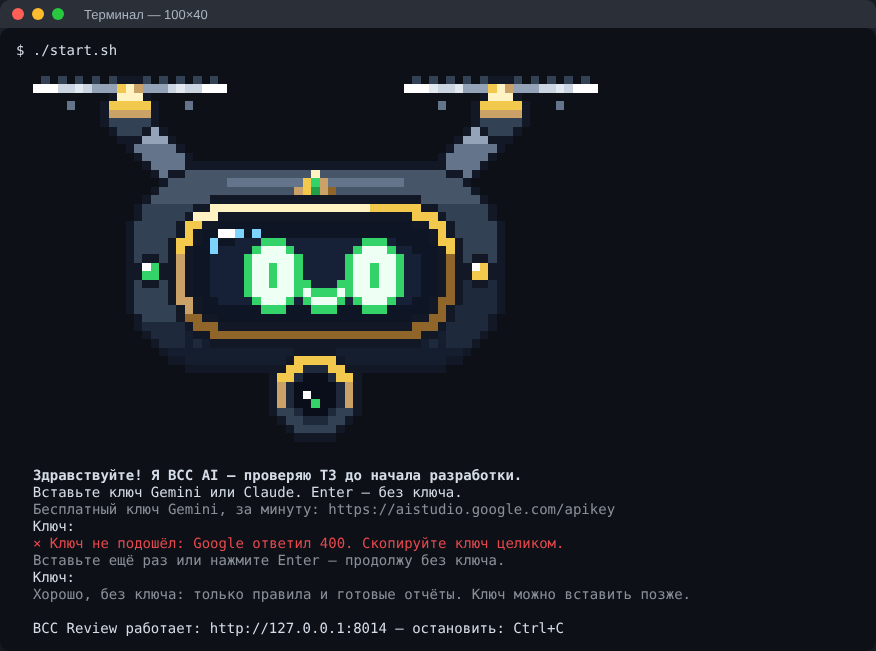 Терминал — 100×40
$ ./start.sh
Здравствуйте! Я BCC AI — проверяю ТЗ до начала разработки.
Вставьте ключ Gemini или Claude. Enter — без ключа.
Бесплатный ключ Gemini, за минуту: https://aistudio.google.com/apikey
Ключ:
× Ключ не подошёл: Google ответил 400. Скопируйте ключ целиком.
Вставьте ещё раз или нажмите Enter — продолжу без ключа.
Ключ:
Хорошо, без ключа: только правила и готовые отчёты. Ключ можно вставить позже.
BCC Review работает: http://127.0.0.1:8014 — остановить: Ctrl+C